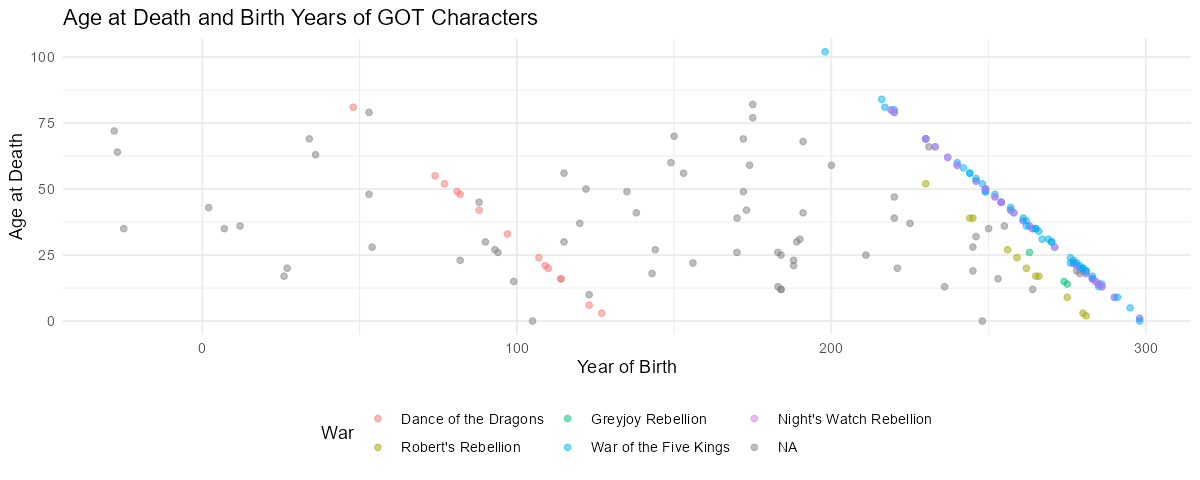 Age at Death and Birth Years of GOT Characters
Age at Death
100
75
50
25
0
0 100 200 300
Year of Birth
War
Dance of the Dragons Greyjoy Rebellion Night's Watch Rebellion
Robert's Rebellion War of the Five Kings NA